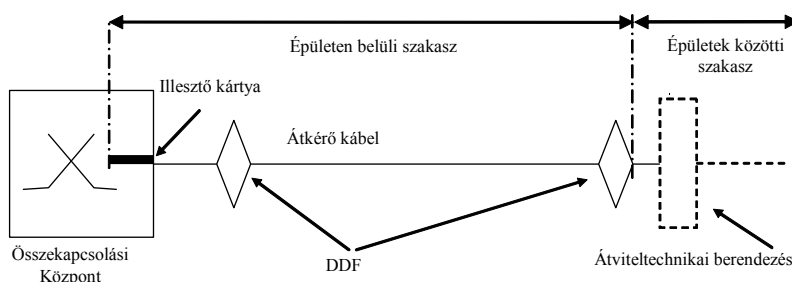 Épületen belüli szakasz
Épületek közötti
szakasz
Illesztő kártya
Átkérő kábel
Összekapcsolási
Központ
DDF
Átviteltechnikai berendezés